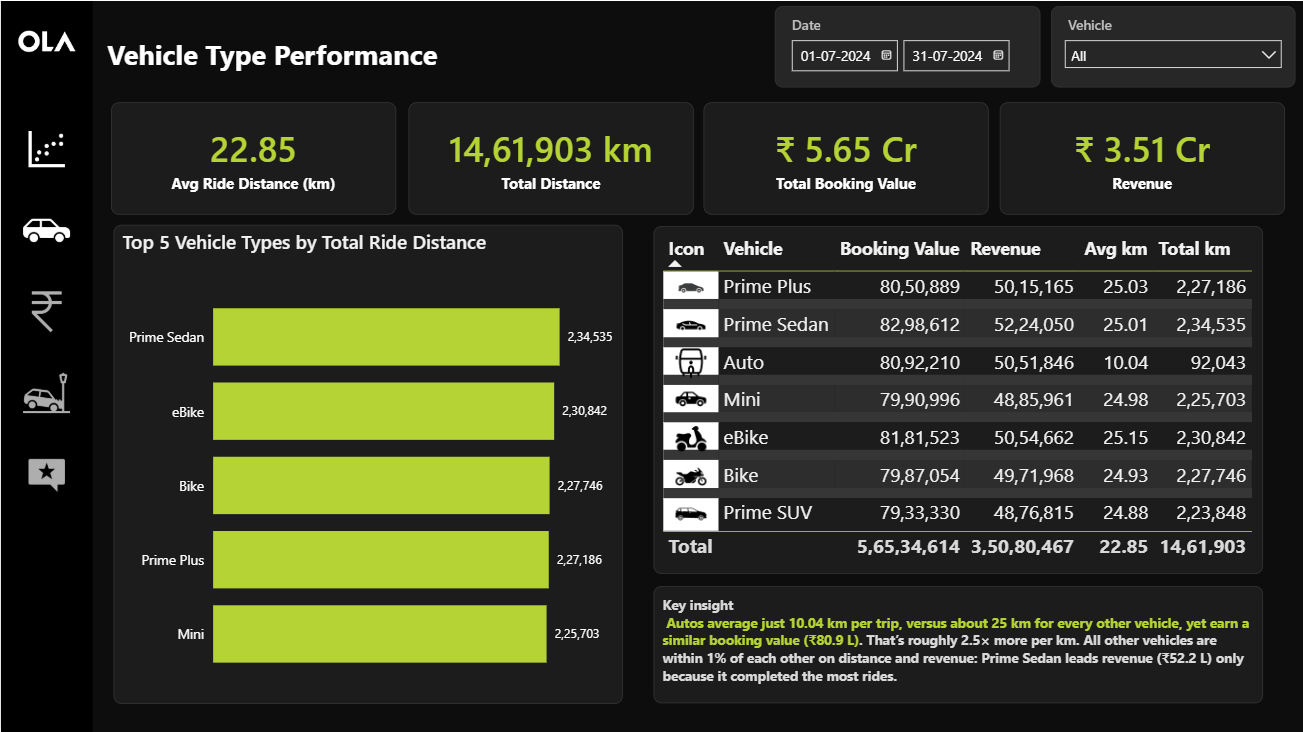 OLA
Vehicle Type Performance
Date
01-07-2024 31-07-2024
Vehicle
All
22.85
Avg Ride Distance (km)
14,61,903 km
Total Distance
₹ 5.65 Cr
Total Booking Value
₹ 3.51 Cr
Revenue
Top 5 Vehicle Types by Total Ride Distance
Prime Sedan 2,34,535
eBike 2,30,842
Bike 2,27,746
Prime Plus 2,27,186
Mini 2,25,703
Icon Vehicle Booking Value Revenue Avg km Total km
Prime Plus 80,50,889 50,15,165 25.03 2,27,186
Prime Sedan 82,98,612 52,24,050 25.01 2,34,535
Auto 80,92,210 50,51,846 10.04 92,043
Mini 79,90,996 48,85,961 24.98 2,25,703
eBike 81,81,523 50,54,662 25.15 2,30,842
Bike 79,87,054 49,71,968 24.93 2,27,746
Prime SUV 79,33,330 48,76,815 24.88 2,23,848
Total 5,65,34,614 3,50,80,467 22.85 14,61,903
Key insight
Autos average just 10.04 km per trip, versus about 25 km for every other vehicle, yet earn a
similar booking value (₹80.9 L). That's roughly 2.5× more per km. All other vehicles are
within 1% of each other on distance and revenue: Prime Sedan leads revenue (₹52.2 L) only
because it completed the most rides.